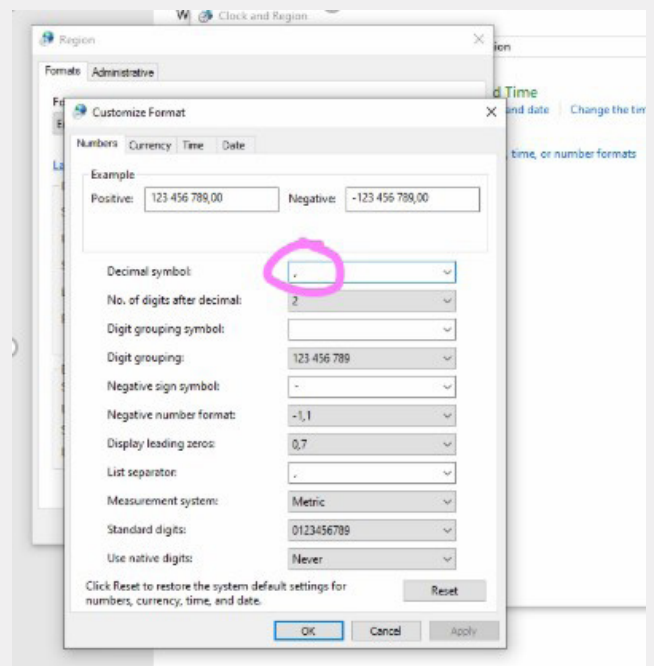 W Clock and Region
Region
ion
Formats Administrative
d Time
and date Change the tim
, time, or number formats
Fo
E
La
Customize Format
Numbers Currency Time Date
Example
Positive: 123 456 789,00 Negative: -123 456 789,00
Decimal symbol: ,
No. of digits after decimal: 2
Digit grouping symbol:
Digit grouping: 123 456 789
Negative sign symbol: -
Negative number format: -1,1
Display leading zeros: 0,7
List separator: ,
Measurement system: Metric
Standard digits: 0123456789
Use native digits: Never
Click Reset to restore the system default settings for
numbers, currency, time, and date.
Reset
OK Cancel Apply